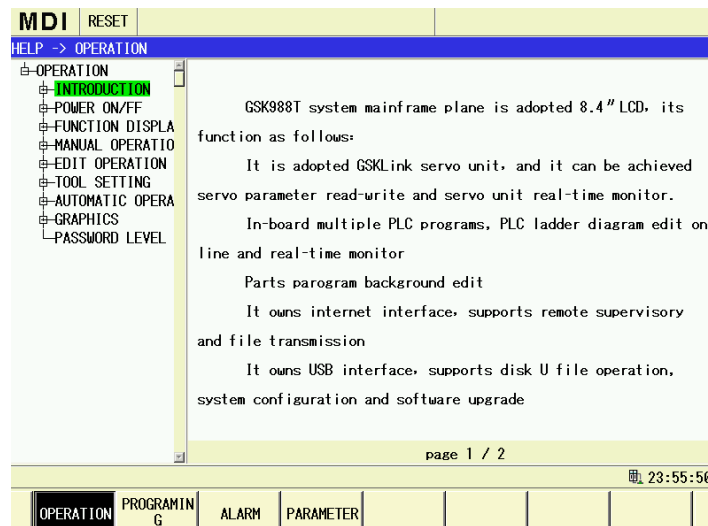 MDI RESET
HELP -> OPERATION
OPERATION
INTRODUCTION
POWER ON/FF
FUNCTION DISPLA
MANUAL OPERATIO
EDIT OPERATION
TOOL SETTING
AUTOMATIC OPERA
GRAPHICS
PASSWORD LEVEL
GSK988T system mainframe plane is adopted 8.4″LCD, its
function as follows:
It is adopted GSKLink servo unit, and it can be achieved
servo parameter read-write and servo unit real-time monitor.
In-board multiple PLC programs, PLC ladder diagram edit on
line and real-time monitor
Parts parogram background edit
It owns internet interface, supports remote supervisory
and file transmission
It owns USB interface, supports disk U file operation,
system configuration and software upgrade
page 1 / 2
23:55:56
OPERATION PROGRAMIN
G ALARM PARAMETER